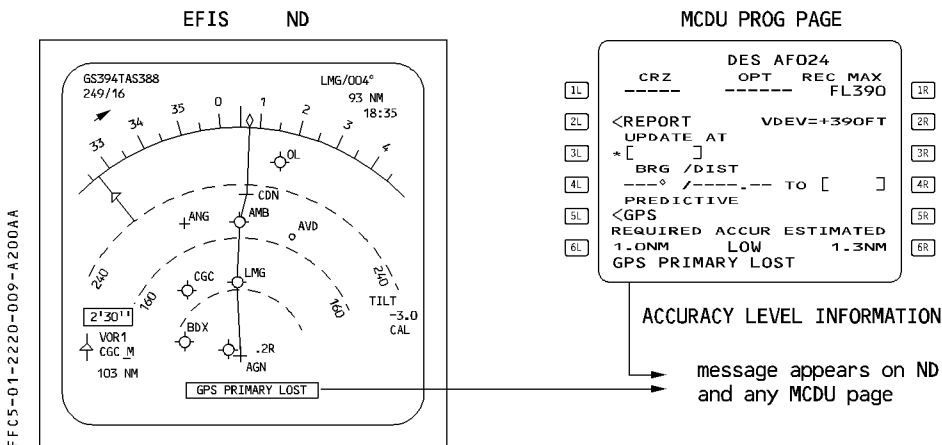 EFIS ND
MCDU PROG PAGE
GS394TAS388
249/16
LMG/004°
93 NM
18:35
33
34
35
0
1
2
3
4
OL
CDN
AMB
ANG
AVD
CGC
LMG
240
160
160
240
TILT
-3.0
CAL
2'30''
VOR1
CGC M
103 NM
BDX
.2R
AGN
GPS PRIMARY LOST
DES AF024
CRZ OPT REC MAX
----- ------ FL390
<REPORT VDEV=+390FT
UPDATE AT
*[ ]
BRG /DIST
---° /----.-- TO [ ]
PREDICTIVE
<GPS
REQUIRED ACCUR ESTIMATED
1.0NM LOW 1.3NM
GPS PRIMARY LOST
1L
2L
3L
4L
5L
6L
1R
2R
3R
4R
5R
6R
ACCURACY LEVEL INFORMATION
message appears on ND
and any MCDU page
FFC5-01-2220-009-A200AA